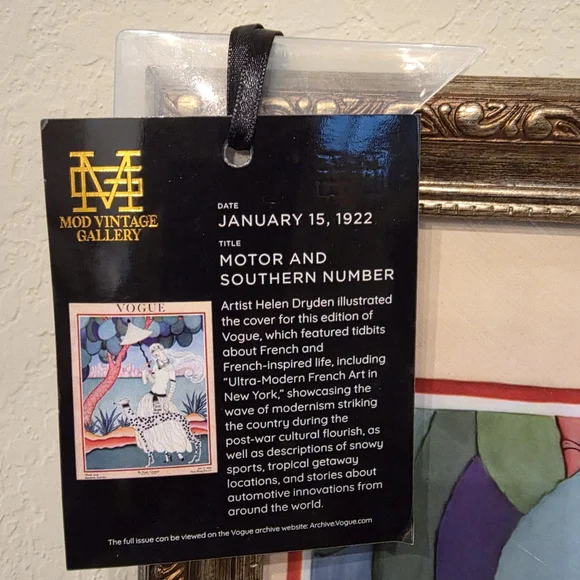 MOD VINTAGE
GALLERY
DATE
JANUARY 15, 1922
TITLE
MOTOR AND
SOUTHERN NUMBER
Artist Helen Dryden illustrated
the cover for this edition of
Vogue, which featured tidbits
about French and
French-inspired life, including
"Ultra-Modern French Art in
New York," showcasing the
wave of modernism striking
the country during the
post-war cultural flourish, as
well as descriptions of snowy
sports, tropical getaway
locations, and stories about
automotive innovations from
around the world.
VOGUE
The full issue can be viewed on the Vogue archive website: Archive.Vogue.com